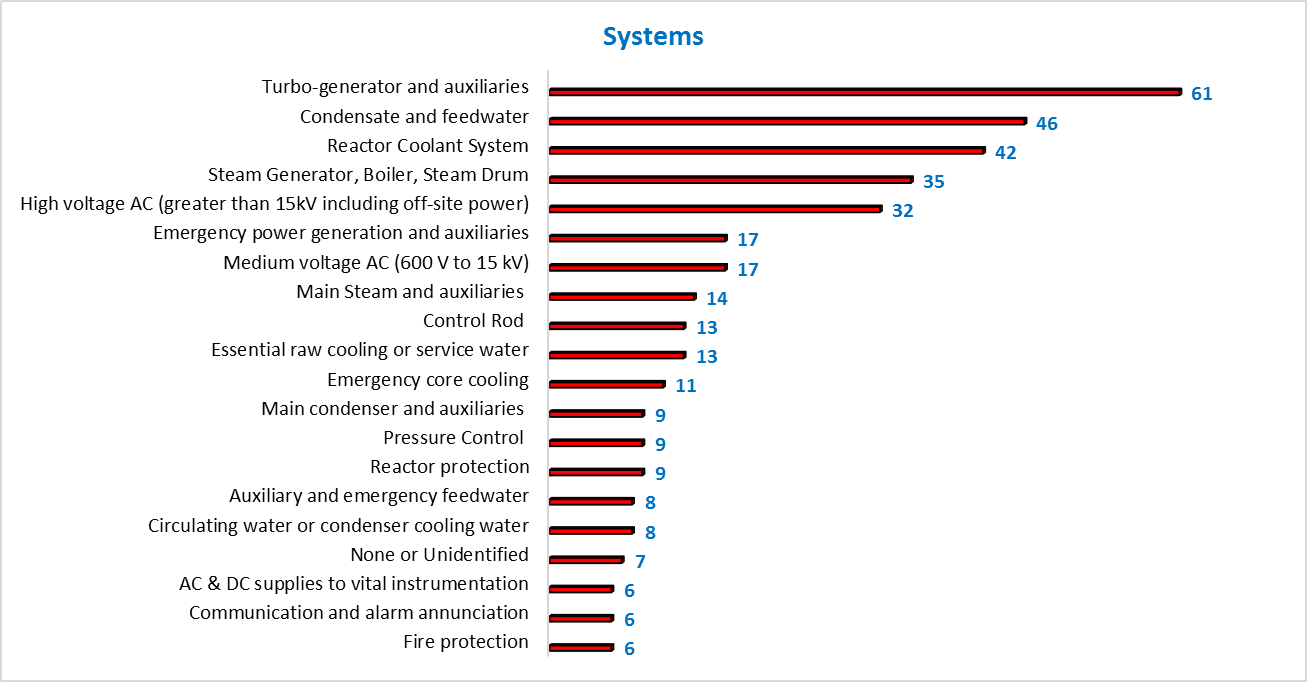 Systems
Turbo-generator and auxiliaries 61
Condensate and feedwater 46
Reactor Coolant System 42
Steam Generator, Boiler, Steam Drum 35
High voltage AC (greater than 15kV including off-site power) 32
Emergency power generation and auxiliaries 17
Medium voltage AC (600 V to 15 kV) 17
Main Steam and auxiliaries 14
Control Rod 13
Essential raw cooling or service water 13
Emergency core cooling 11
Main condenser and auxiliaries 9
Pressure Control 9
Reactor protection 9
Auxiliary and emergency feedwater 8
Circulating water or condenser cooling water 8
None or Unidentified 7
AC & DC supplies to vital instrumentation 6
Communication and alarm annunciation 6
Fire protection 6